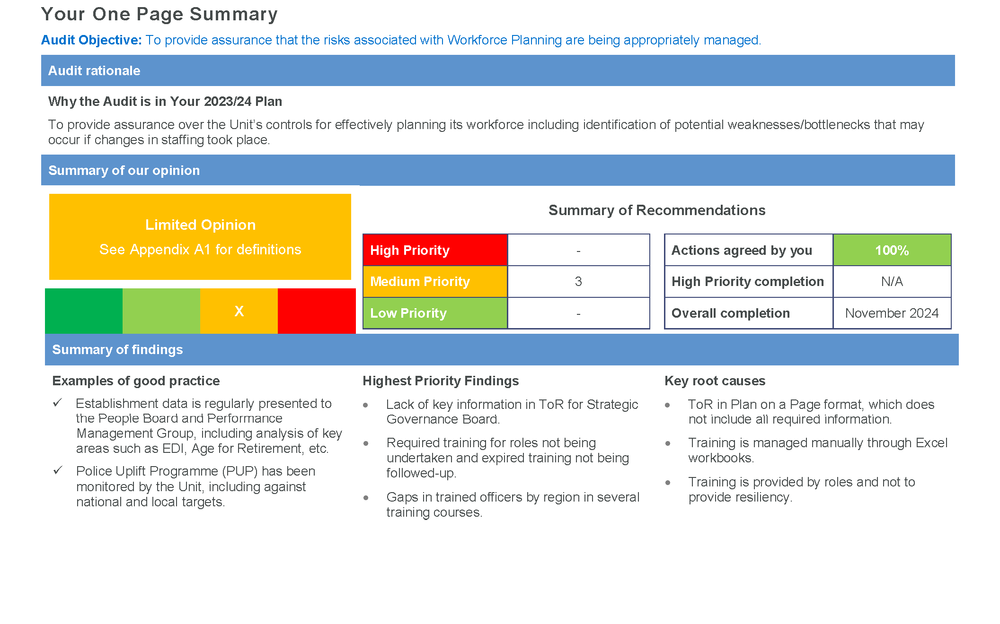 Your One Page Summary
Audit Objective: To provide assurance that the risks associated with Workforce Planning are being appropriately managed.
Audit rationale
Why the Audit is in Your 2023/24 Plan
To provide assurance over the Unit’s controls for effectively planning its workforce including identification of potential weaknesses/bottlenecks that may
occur if changes in staffing took place.
Summary of our opinion
Limited Opinion
See Appendix A1 for definitions
X
Summary of Recommendations
High Priority -
Medium Priority 3
Low Priority -
Actions agreed by you 100%
High Priority completion N/A
Overall completion November 2024
Summary of findings
Examples of good practice
✓ Establishment data is regularly presented to
the People Board and Performance
Management Group, including analysis of key
areas such as EDI, Age for Retirement, etc.
✓ Police Uplift Programme (PUP) has been
monitored by the Unit, including against
national and local targets.
Highest Priority Findings
• Lack of key information in ToR for Strategic
Governance Board.
• Required training for roles not being
undertaken and expired training not being
followed-up.
• Gaps in trained officers by region in several
training courses.
Key root causes
• ToR in Plan on a Page format, which does
not include all required information.
• Training is managed manually through Excel
workbooks.
• Training is provided by roles and not to
provide resiliency.